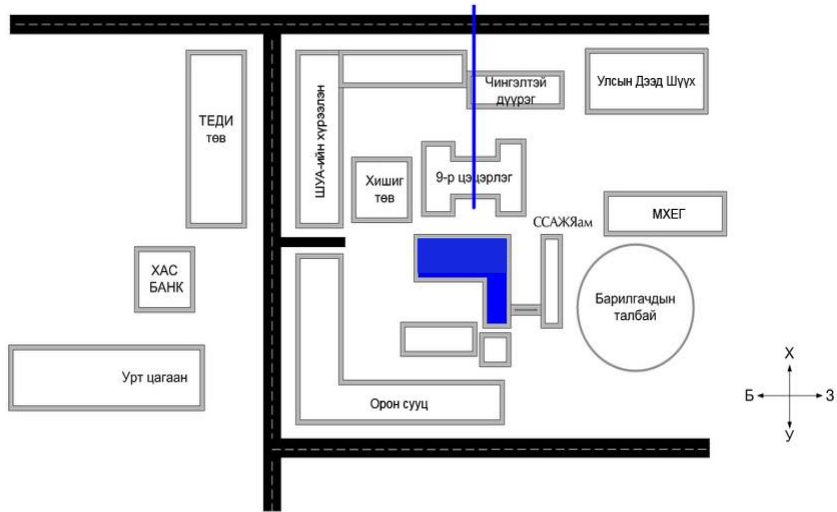 ТЕДИ
төв
ШУА-ийн хүрээлэн
Чингэлтэй
дүүрэг
Улсын Дээд Шүүх
Хишиг
төв
9-р цэцэрлэг
ССАЖЯам
МХЕГ
ХАС
БАНК
Барилгачдын
талбай
Урт цагаан
Орон сууц
Х
Б
З
У